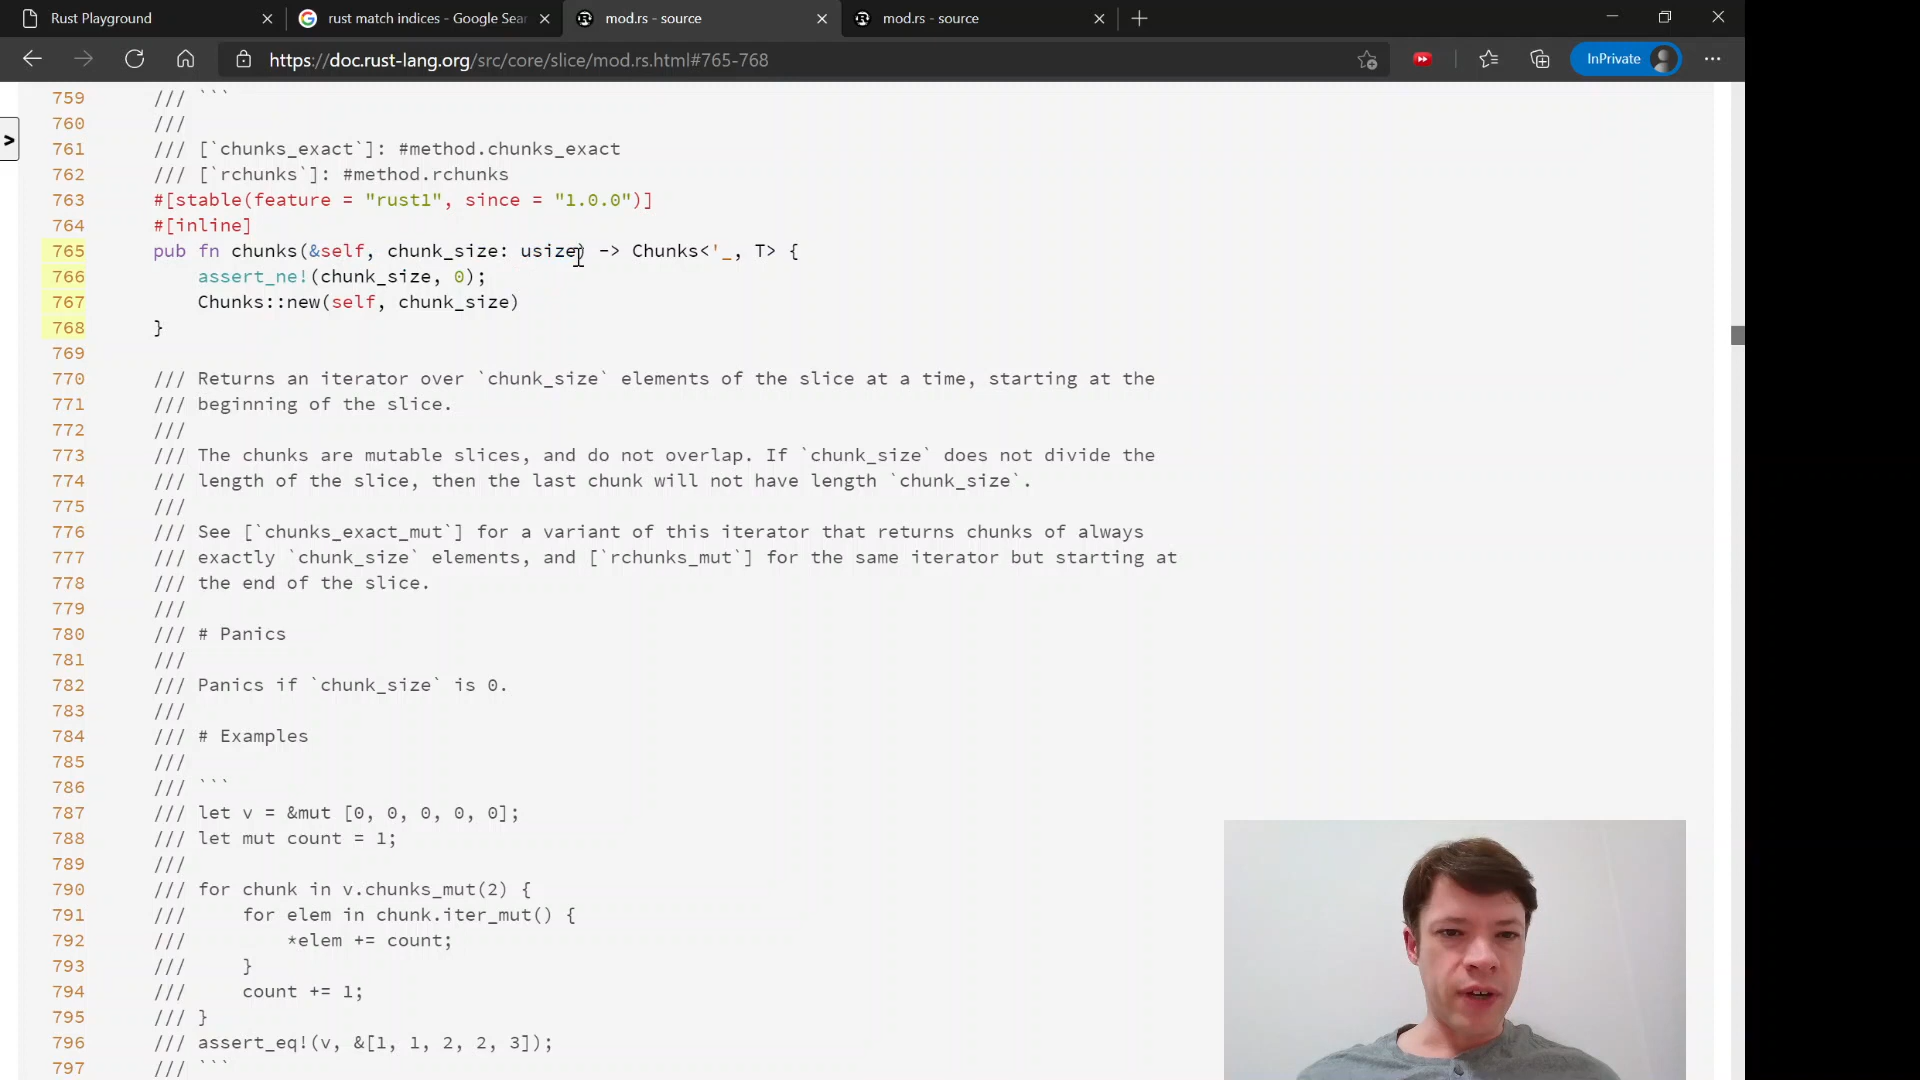 Rust Playground
rust match indices - Google Sear
mod.rs - source
mod.rs - source
https://doc.rust-lang.org/src/core/slice/mod.rs.html#765-768
InPrivate
>
759 /// ```
760 ///
761 /// [`chunks_exact`]: #method.chunks_exact
762 /// [`rchunks`]: #method.rchunks
763 #[stable(feature = "rust1", since = "1.0.0")]
764 #[inline]
765 pub fn chunks(&self, chunk_size: usize) -> Chunks<'_, T> {
766     assert_ne!(chunk_size, 0);
767     Chunks::new(self, chunk_size)
768 }
769
770 /// Returns an iterator over `chunk_size` elements of the slice at a time, starting at the
771 /// beginning of the slice.
772 ///
773 /// The chunks are mutable slices, and do not overlap. If `chunk_size` does not divide the
774 /// length of the slice, then the last chunk will not have length `chunk_size`.
775 ///
776 /// See [`chunks_exact_mut`] for a variant of this iterator that returns chunks of always
777 /// exactly `chunk_size` elements, and [`rchunks_mut`] for the same iterator but starting at
778 /// the end of the slice.
779 ///
780 /// # Panics
781 ///
782 /// Panics if `chunk_size` is 0.
783 ///
784 /// # Examples
785 ///
786 /// ```
787 /// let v = &mut [0, 0, 0, 0, 0];
788 /// let mut count = 1;
789 ///
790 /// for chunk in v.chunks_mut(2) {
791 ///     for elem in chunk.iter_mut() {
792 ///         *elem += count;
793 ///     }
794 ///     count += 1;
795 /// }
796 /// assert_eq!(v, &[1, 1, 2, 2, 3]);
797 /// ```